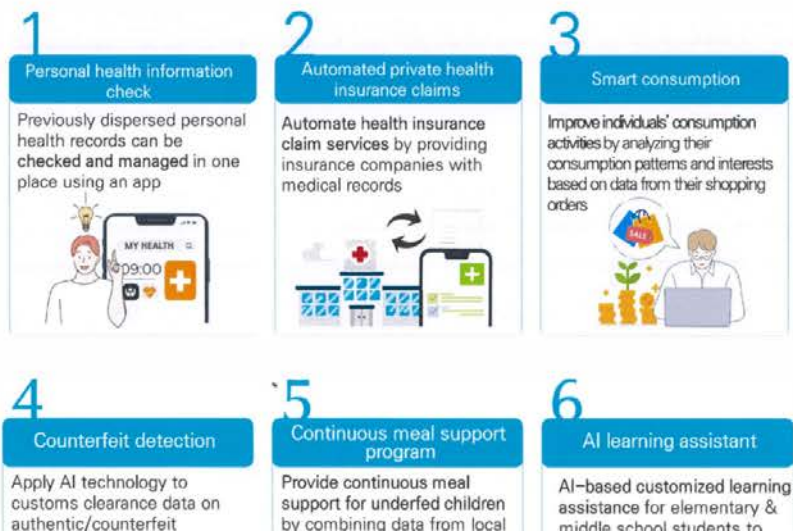 1
Personal health information
check
Previously dispersed personal
health records can be
checked and managed in one
place using an app
MY HEALTH
09:00
2
Automated private health
insurance claims
Automate health insurance
claim services by providing
insurance companies with
medical records
3
Smart consumption
Improve individuals' consumption
activities by analyzing their
consumption patterns and interests
based on data from their shopping
orders
SALE
4
Counterfeit detection
Apply AI technology to
customs clearance data on
authentic/counterfeit
5
Continuous meal support
program
Provide continuous meal
support for underfed children
by combining data from local
6
AI learning assistant
AI-based customized learning
assistance for elementary &
middle school students to